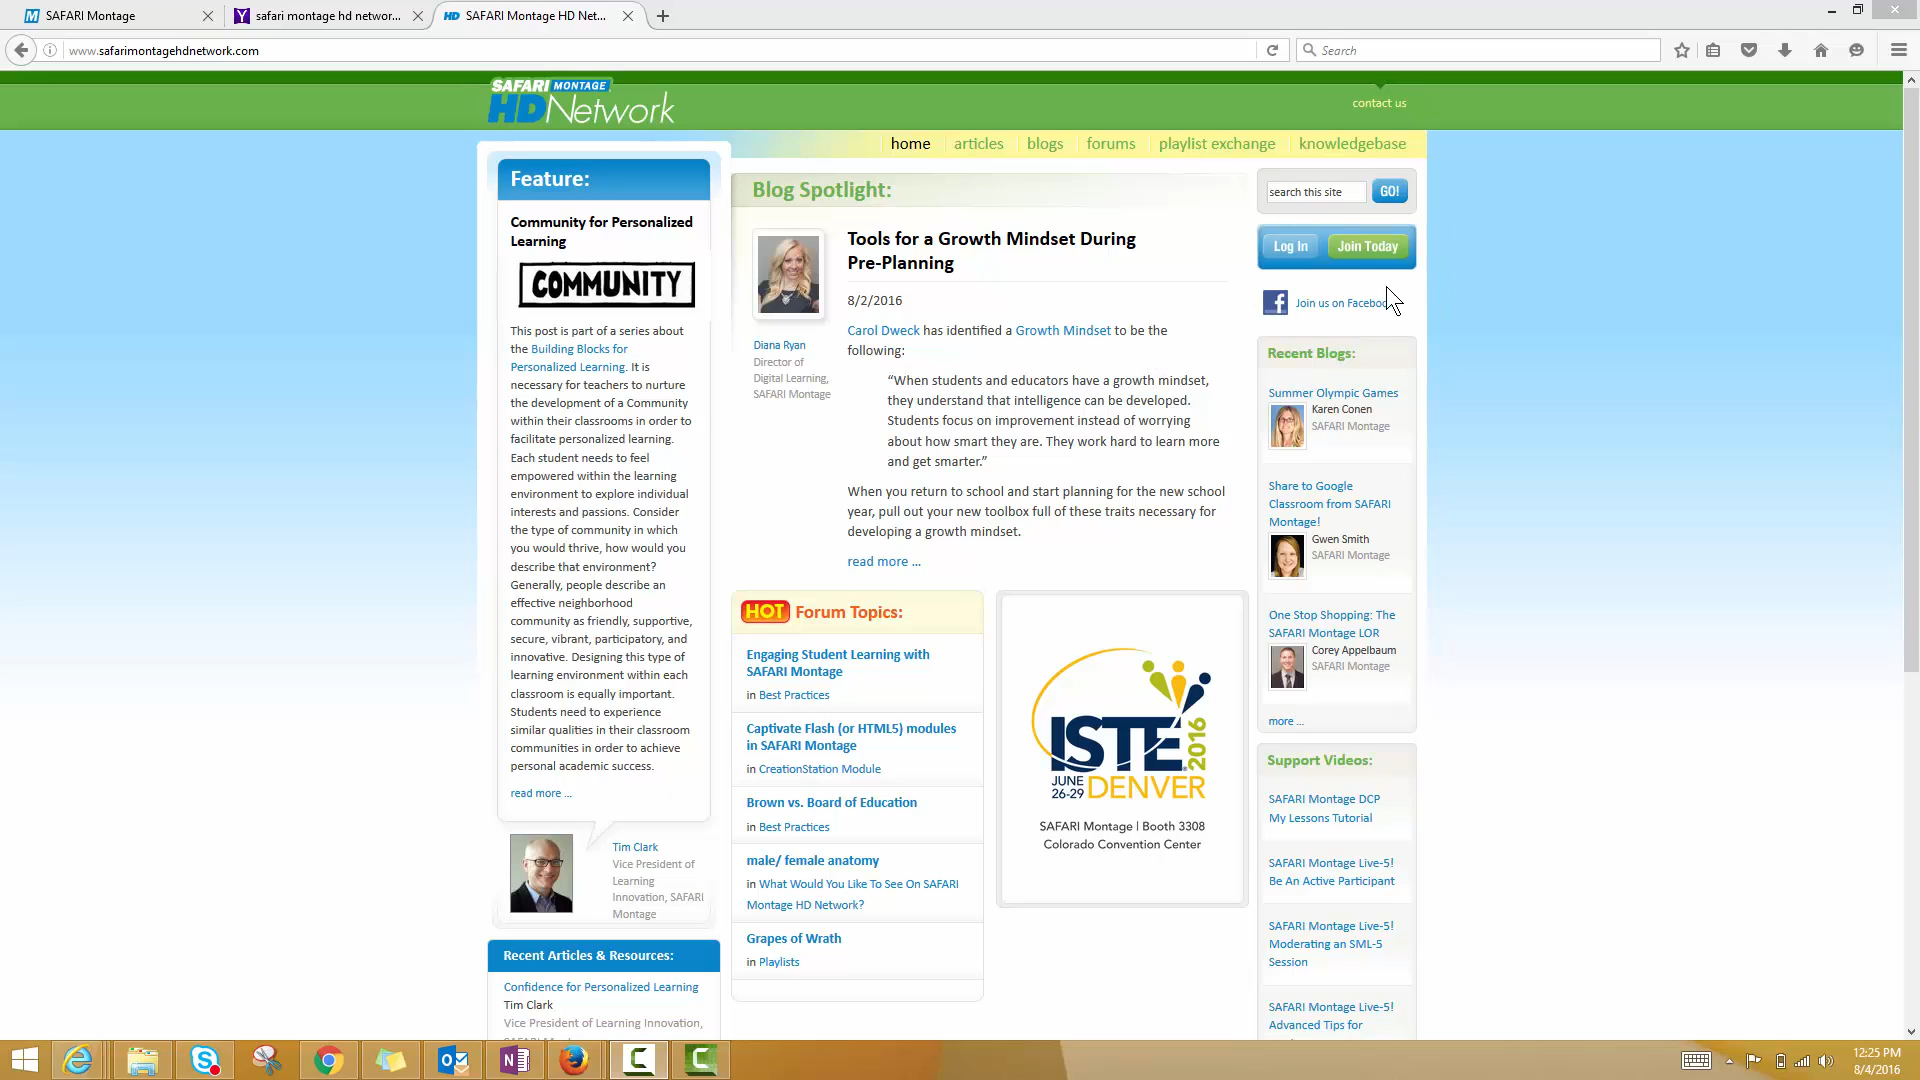 SAFARI Montage
safari montage hd networ...
SAFARI Montage HD Net...
www.safarimontagehdnetwork.com
Search
SAFARI MONTAGE
HDNetwork
contact us
home
articles
blogs
forums
playlist exchange
knowledgebase
Feature:
Community for Personalized
Learning
COMMUNITY
This post is part of a series about
the Building Blocks for
Personalized Learning. It is
necessary for teachers to nurture
the development of a Community
within their classrooms in order to
facilitate personalized learning.
Each student needs to feel
empowered within the learning
environment to explore individual
interests and passions. Consider
the type of community in which
you would thrive, how would you
describe that environment?
Generally, people describe an
effective neighborhood
community as friendly, supportive,
secure, vibrant, participatory, and
innovative. Designing this type of
learning environment within each
classroom is equally important.
Students need to experience
similar qualities in their classroom
communities in order to achieve
personal academic success.
read more ...
Tim Clark
Vice President of
Learning
Innovation, SAFARI
Montage
Recent Articles & Resources:
Confidence for Personalized Learning
Tim Clark
Vice President of Learning Innovation,
Blog Spotlight:
Diana Ryan
Director of
Digital Learning,
SAFARI Montage
Tools for a Growth Mindset During
Pre-Planning
8/2/2016
Carol Dweck has identified a Growth Mindset to be the
following:
“When students and educators have a growth mindset,
they understand that intelligence can be developed.
Students focus on improvement instead of worrying
about how smart they are. They work hard to learn more
and get smarter.”
When you return to school and start planning for the new school
year, pull out your new toolbox full of these traits necessary for
developing a growth mindset.
read more ...
HOT Forum Topics:
Engaging Student Learning with
SAFARI Montage
in Best Practices
Captivate Flash (or HTML5) modules
in SAFARI Montage
in CreationStation Module
Brown vs. Board of Education
in Best Practices
male/ female anatomy
in What Would You Like To See On SAFARI
Montage HD Network?
Grapes of Wrath
in Playlists
ISTE 2016
JUNE
26-29 DENVER
SAFARI Montage | Booth 3308
Colorado Convention Center
search this site
GO!
Log In
Join Today
Join us on Faceboo
Recent Blogs:
Summer Olympic Games
Karen Conen
SAFARI Montage
Share to Google
Classroom from SAFARI
Montage!
Gwen Smith
SAFARI Montage
One Stop Shopping: The
SAFARI Montage LOR
Corey Appelbaum
SAFARI Montage
more ...
Support Videos:
SAFARI Montage DCP
My Lessons Tutorial
SAFARI Montage Live-5!
Be An Active Participant
SAFARI Montage Live-5!
Moderating an SML-5
Session
SAFARI Montage Live-5!
Advanced Tips for
12:25 PM
8/4/2016